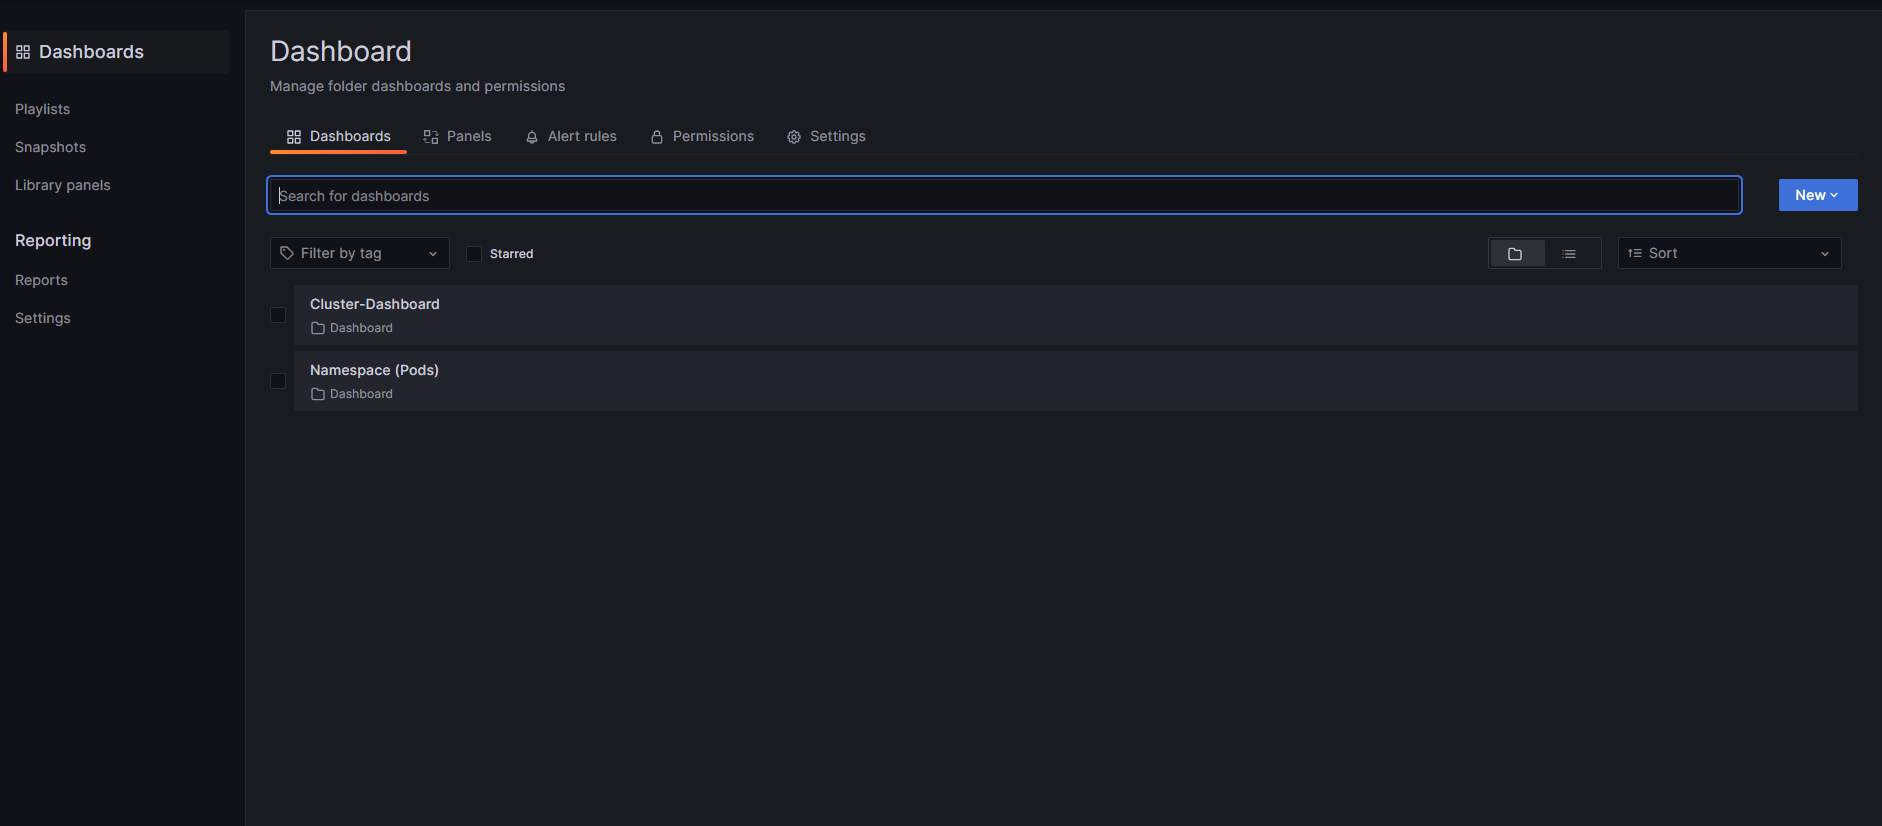 Dashboards
Playlists
Snapshots
Library panels
Reporting
Reports
Settings
Dashboard
Manage folder dashboards and permissions
Dashboards Panels Alert rules Permissions Settings
Search for dashboards New
Filter by tag Starred Sort
Cluster-Dashboard
Dashboard
Namespace (Pods)
Dashboard